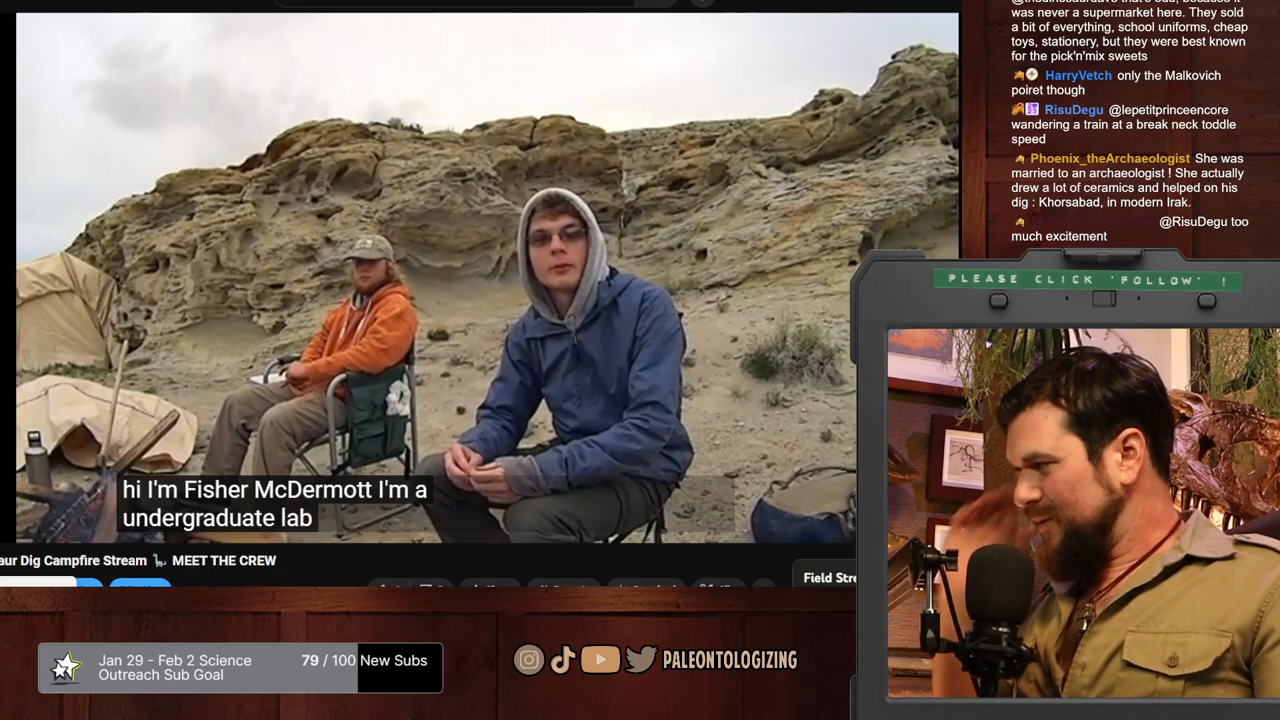 was never a supermarket here. They sold
a bit of everything, school uniforms, cheap
toys, stationery, but they were best known
for the pick'n'mix sweets
HarryVetch only the Malkovich
poiret though
RisuDegu @lepetitprinceencore
wandering a train at a break neck toddle
speed
Phoenix_theArchaeologist She was
married to an archaeologist ! She actually
drew a lot of ceramics and helped on his
dig : Khorsabad, in modern Irak.
@RisuDegu too
much excitement
PLEASE CLICK 'FOLLOW' !
hi I'm Fisher McDermott I'm a
undergraduate lab
aur Dig Campfire Stream 🦕 MEET THE CREW
Field Stre
Jan 29 - Feb 2 Science
Outreach Sub Goal
79 / 100 New Subs
PALEONTOLOGIZING